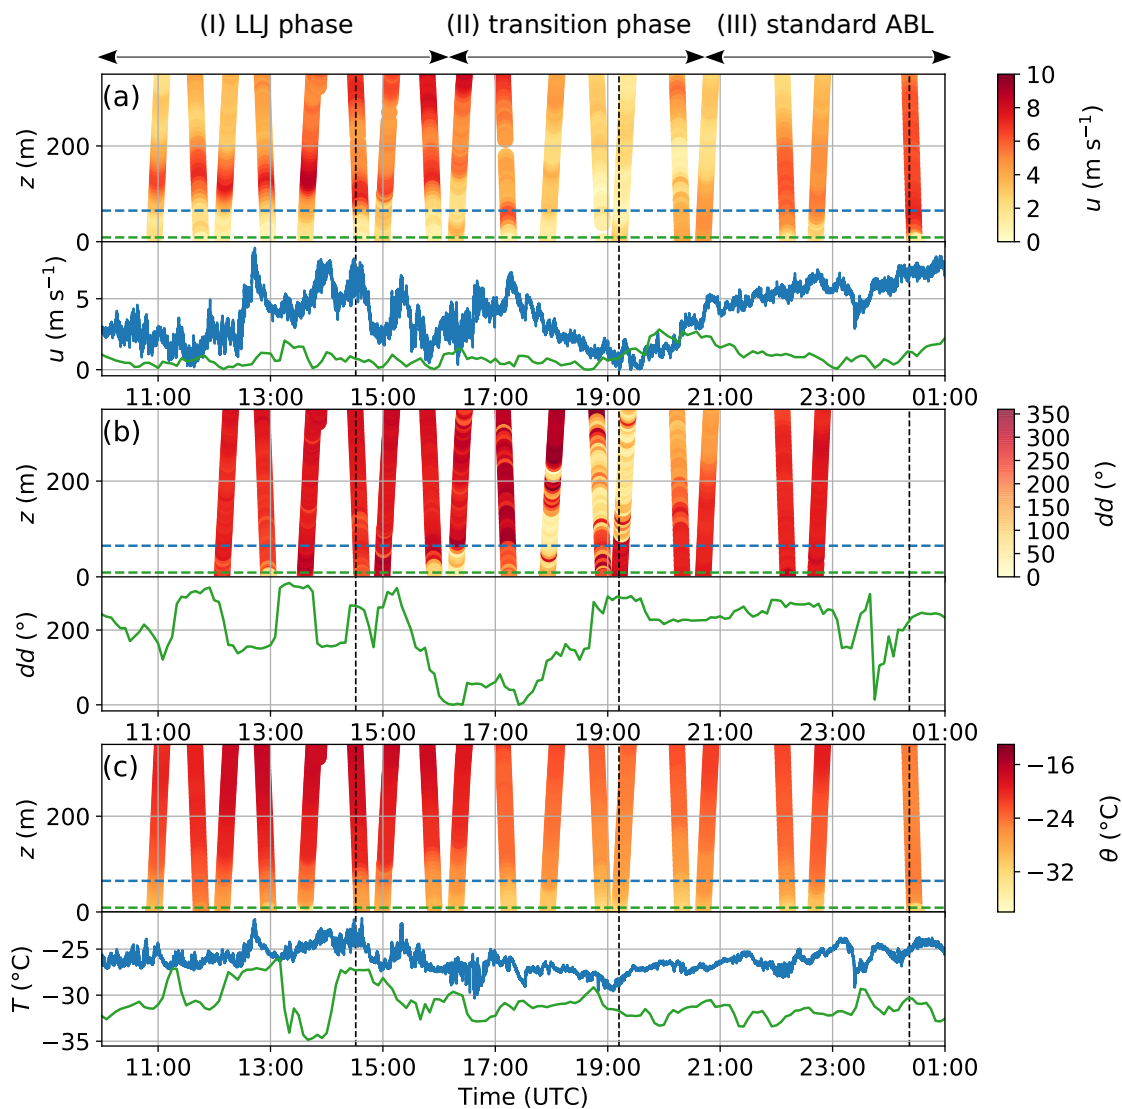 (I) LLJ phase (II) transition phase (III) standard ABL
(a)
z (m)
200
0
10
8
6
4
2
0
u (m s⁻¹)
u (m s⁻¹)
5
0
11:00 13:00 15:00 17:00 19:00 21:00 23:00 01:00
(b)
z (m)
200
0
350
300
250
200
150
100
50
0
dd (°)
dd (°)
200
0
11:00 13:00 15:00 17:00 19:00 21:00 23:00 01:00
(c)
z (m)
200
0
−16
−24
−32
θ (°C)
T (°C)
−25
−30
−35
11:00 13:00 15:00 17:00 19:00 21:00 23:00 01:00
Time (UTC)